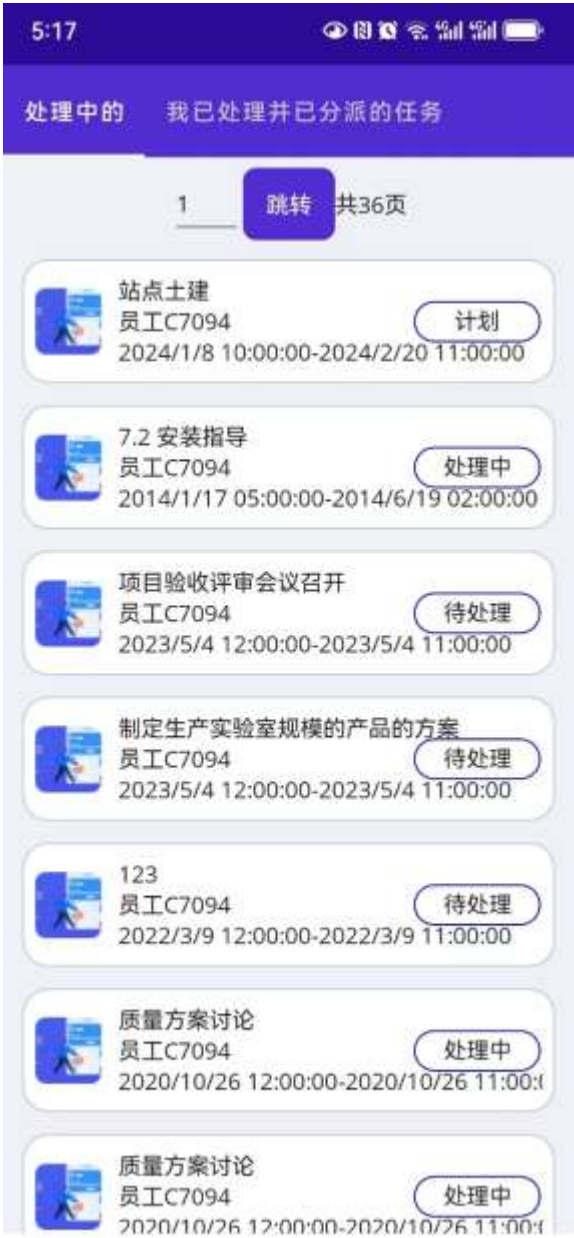 5:17
处理中的 我已处理并已分派的任务
1 跳转 共36页
站点土建
员工C7094
计划
2024/1/8 10:00:00-2024/2/20 11:00:00
7.2 安装指导
员工C7094
处理中
2014/1/17 05:00:00-2014/6/19 02:00:00
项目验收评审会议召开
员工C7094
待处理
2023/5/4 12:00:00-2023/5/4 11:00:00
制定生产实验室规模的产品的方案
员工C7094
待处理
2023/5/4 12:00:00-2023/5/4 11:00:00
123
员工C7094
待处理
2022/3/9 12:00:00-2022/3/9 11:00:00
质量方案讨论
员工C7094
处理中
2020/10/26 12:00:00-2020/10/26 11:00:
质量方案讨论
员工C7094
处理中
2020/10/26 12:00:00-2020/10/26 11:00: